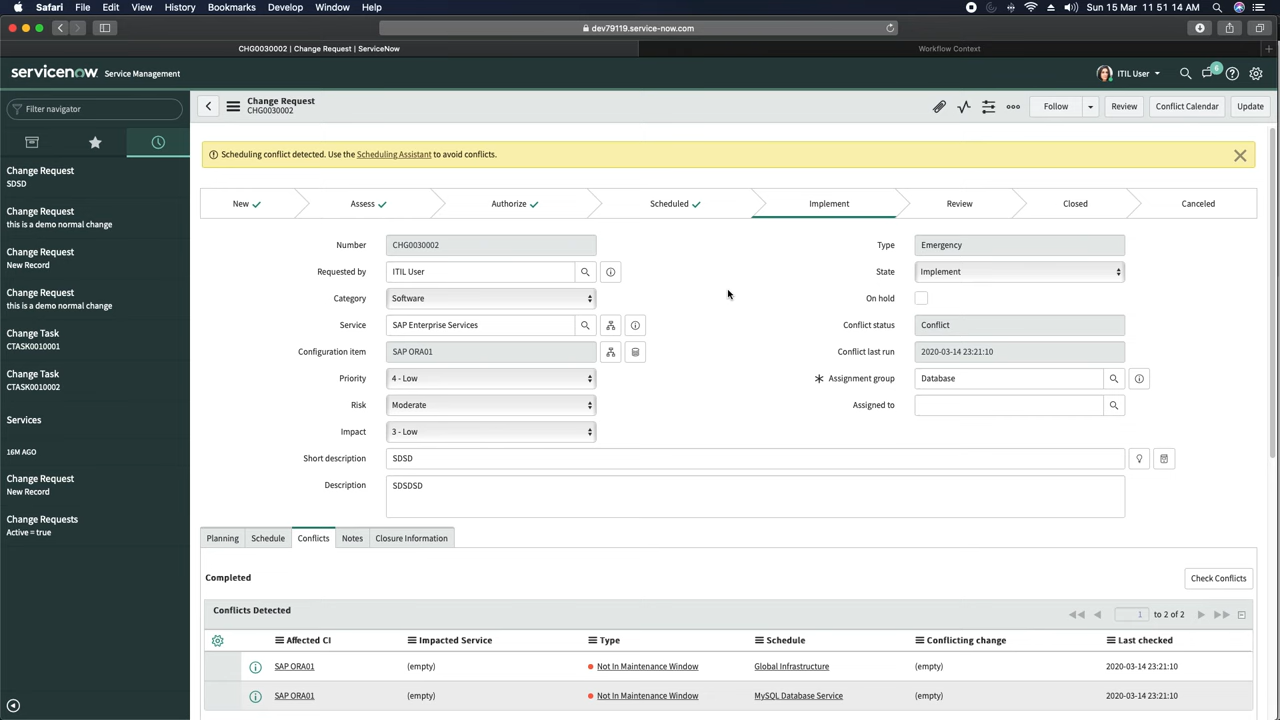 Safari File Edit View History Bookmarks Develop Window Help
Sun 15 Mar 11:51:14 AM
dev79119.service-now.com
CHG0030002 | Change Request | ServiceNow
Workflow Context
servicenow Service Management
ITIL User
6
Filter navigator
Change Request
CHG0030002
Follow
Review
Conflict Calendar
Update
Change Request
SDSD
Change Request
this is a demo normal change
Change Request
New Record
Change Request
this is a demo normal change
Change Task
CTASK0010001
Change Task
CTASK0010002
Services
16M AGO
Change Request
New Record
Change Requests
Active = true
Scheduling conflict detected. Use the Scheduling Assistant to avoid conflicts.
New Assess Authorize Scheduled Implement Review Closed Canceled
Number CHG0030002
Type Emergency
Requested by ITIL User
State Implement
Category Software
On hold
Service SAP Enterprise Services
Conflict status Conflict
Configuration item SAP ORA01
Conflict last run 2020-03-14 23:21:10
Priority 4 - Low
Assignment group Database
Risk Moderate
Assigned to
Impact 3 - Low
Short description SDSD
Description SDSDSD
Planning Schedule Conflicts Notes Closure Information
Completed
Check Conflicts
Conflicts Detected
1 to 2 of 2
Affected CI Impacted Service Type Schedule Conflicting change Last checked
SAP ORA01 (empty) Not In Maintenance Window Global Infrastructure (empty) 2020-03-14 23:21:10
SAP ORA01 (empty) Not In Maintenance Window MySQL Database Service (empty) 2020-03-14 23:21:10